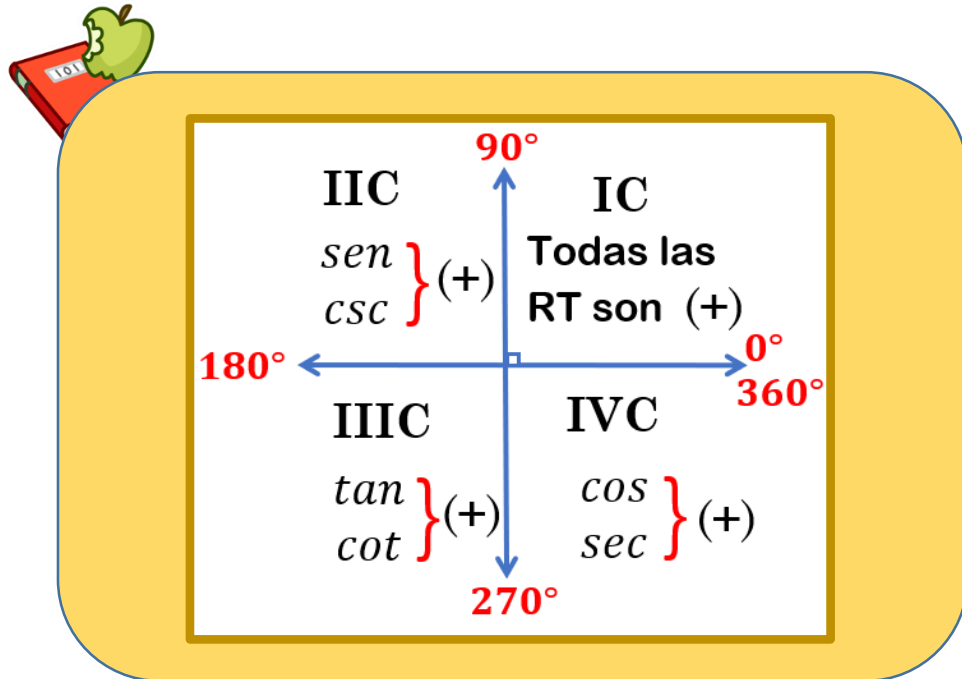 101
90°
IIC
sen
csc
(+)
IC
Todas las
RT son (+)
180°
0°
360°
IIIC
tan
cot
(+)
IVC
cos
sec
(+)
270°